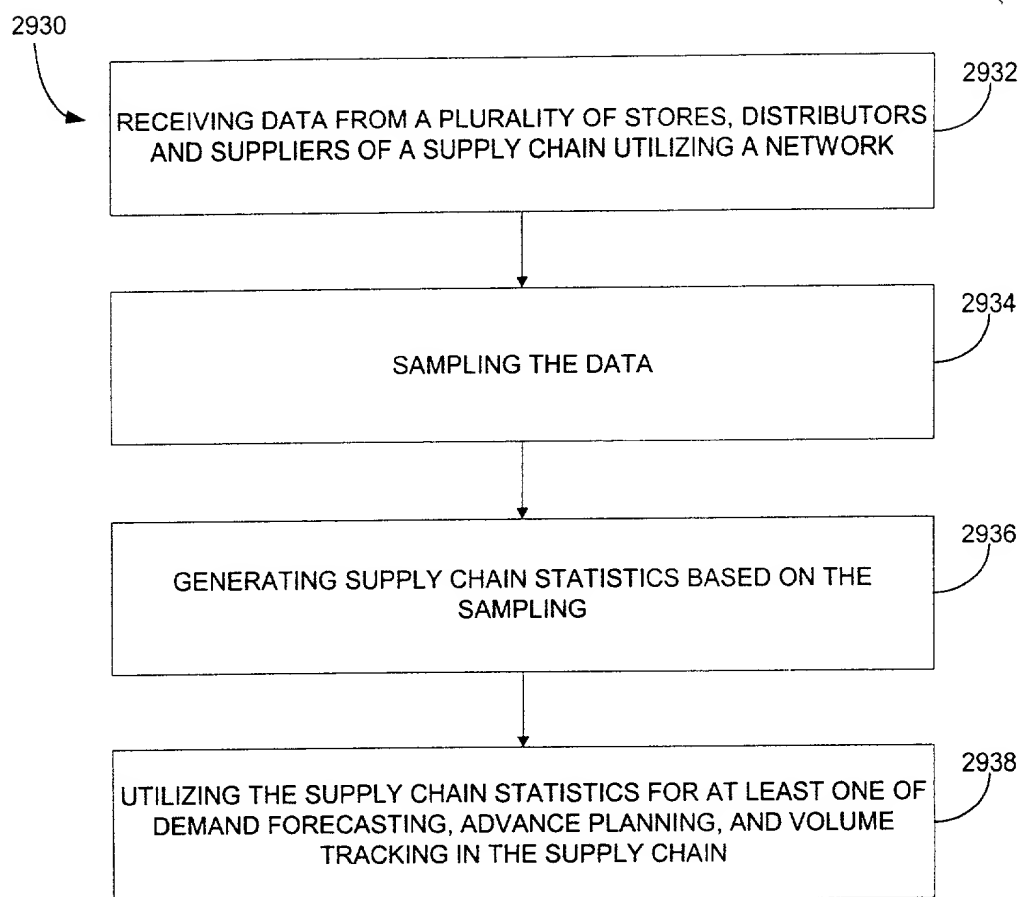 2930
2932
RECEIVING DATA FROM A PLURALITY OF STORES, DISTRIBUTORS
AND SUPPLIERS OF A SUPPLY CHAIN UTILIZING A NETWORK
2934
SAMPLING THE DATA
2936
GENERATING SUPPLY CHAIN STATISTICS BASED ON THE
SAMPLING
2938
UTILIZING THE SUPPLY CHAIN STATISTICS FOR AT LEAST ONE OF
DEMAND FORECASTING, ADVANCE PLANNING, AND VOLUME
TRACKING IN THE SUPPLY CHAIN